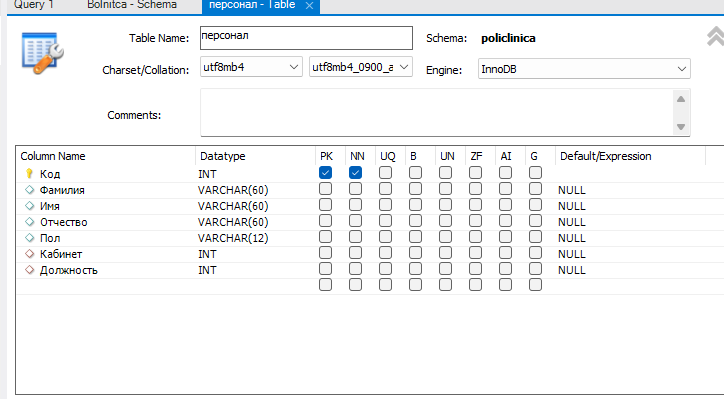 Query 1 Bolnitca - Schema персонал - Table
Table Name: персонал Schema: policlinica
Charset/Collation: utf8mb4 utf8mb4_0900_a Engine: InnoDB
Comments:
Column Name Datatype PK NN UQ B UN ZF AI G Default/Expression
Код INT
Фамилия VARCHAR(60) NULL
Имя VARCHAR(60) NULL
Отчество VARCHAR(60) NULL
Пол VARCHAR(12) NULL
Кабинет INT NULL
Должность INT NULL